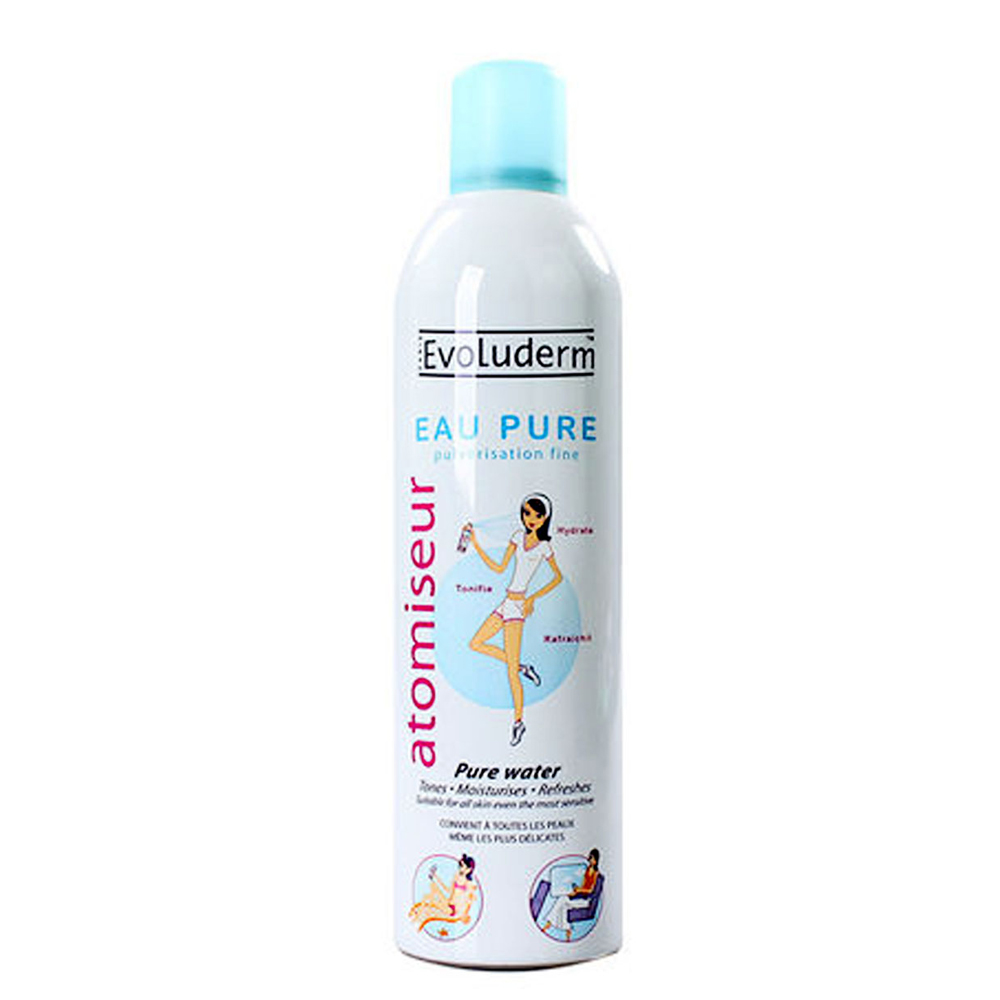 Evoluderm™
EAU PURE
pulvérisation fine
atomiseur
Hydrate
Tonifie
Rafraîchit
Pure water
Tones • Moisturises • Refreshes
Suitable for all skin even the most sensitive
CONVIENT À TOUTES LES PEAUX
MÊME LES PLUS DÉLICATES